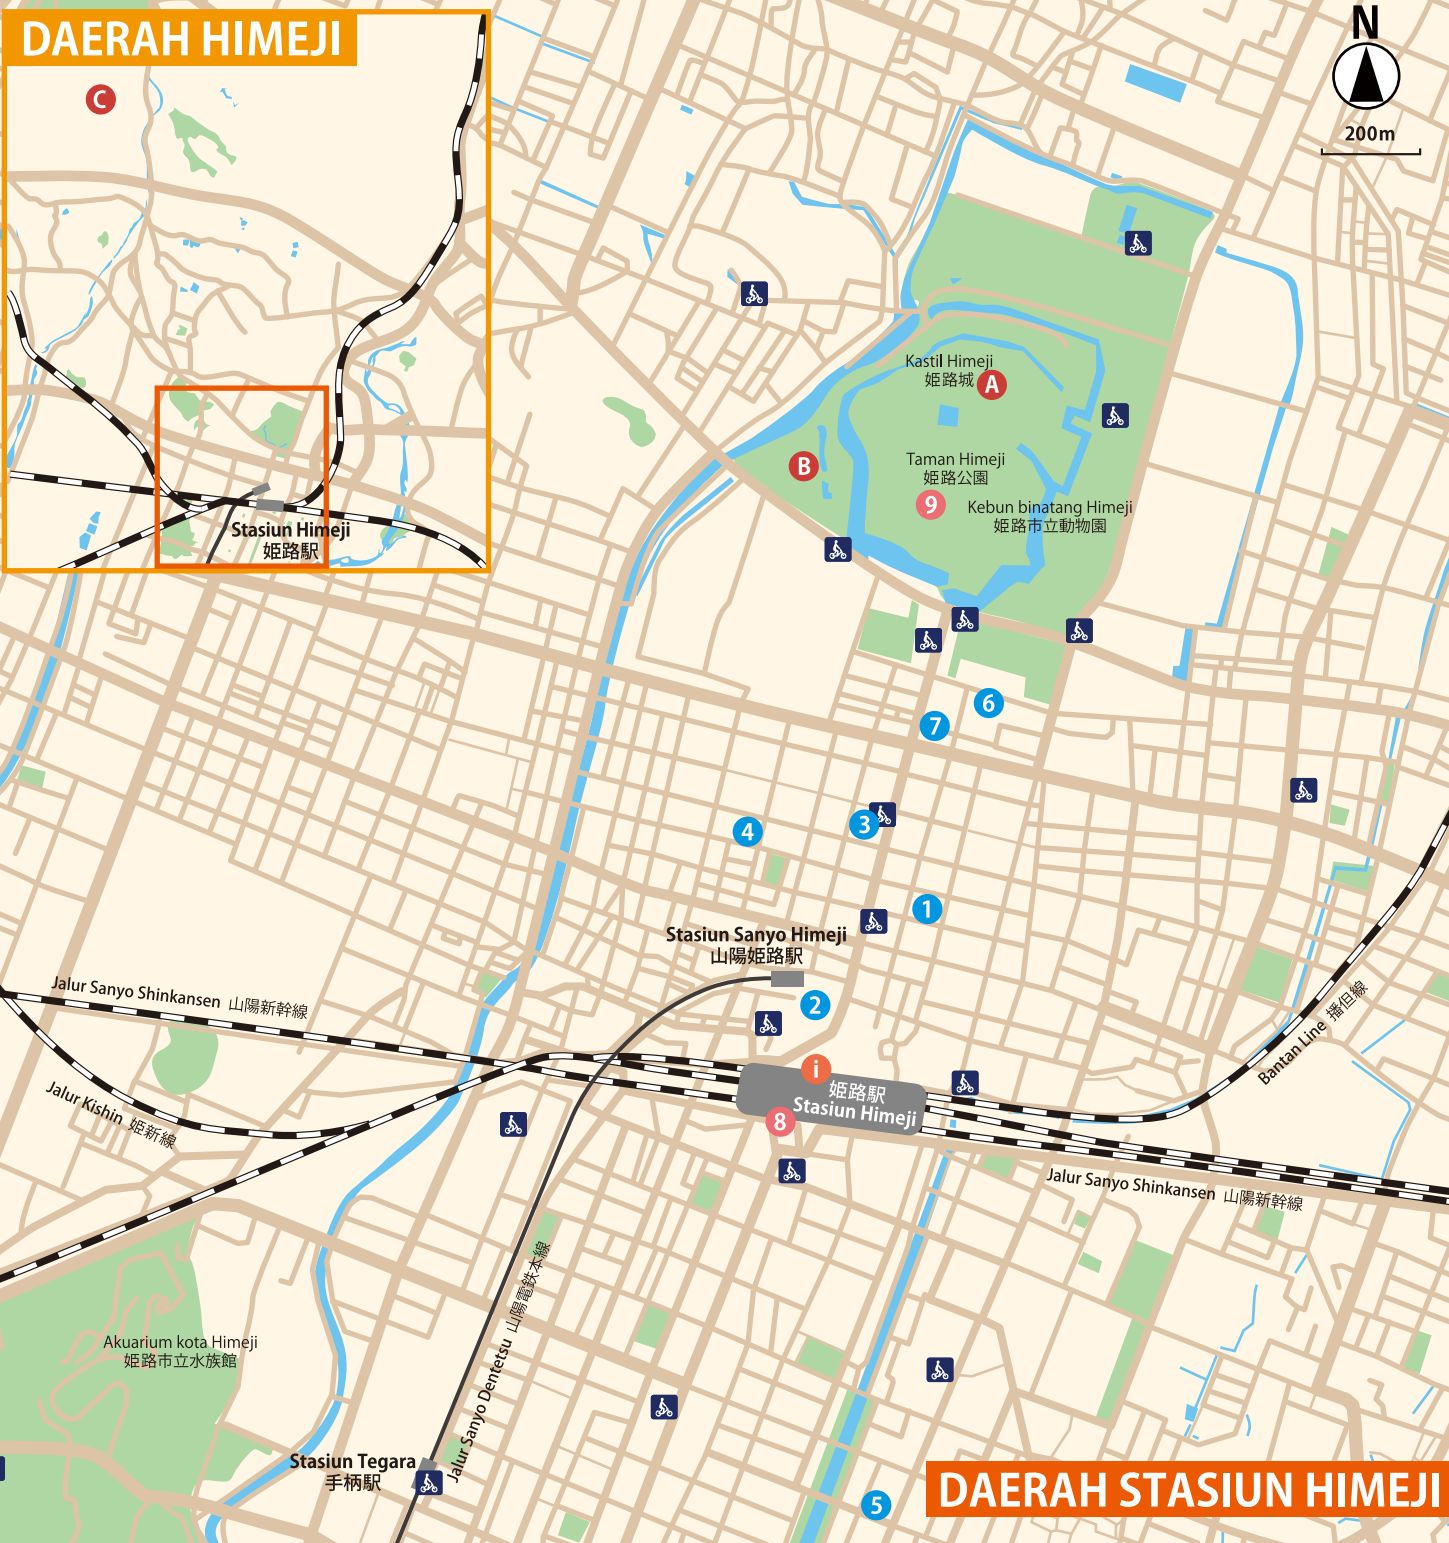 DAERAH HIMEJI
C
Stasiun Himeji
姫路駅
N
200m
Kastil Himeji
姫路城
A
B
Taman Himeji
姫路公園
9
Kebun binatang Himeji
姫路市立動物園
6
7
4
3
1
Stasiun Sanyo Himeji
山陽姫路駅
2
Jalur Sanyo Shinkansen 山陽新幹線
Jalur Kishin 姫新線
i
姫路駅
Stasiun Himeji
8
Bantan Line 播但線
Jalur Sanyo Shinkansen 山陽新幹線
Jalur Sanyo Dentetsu 山陽電鉄本線
Akuarium kota Himeji
姫路市立水族館
Stasiun Tegara
手柄駅
5
DAERAH STASIUN HIMEJI